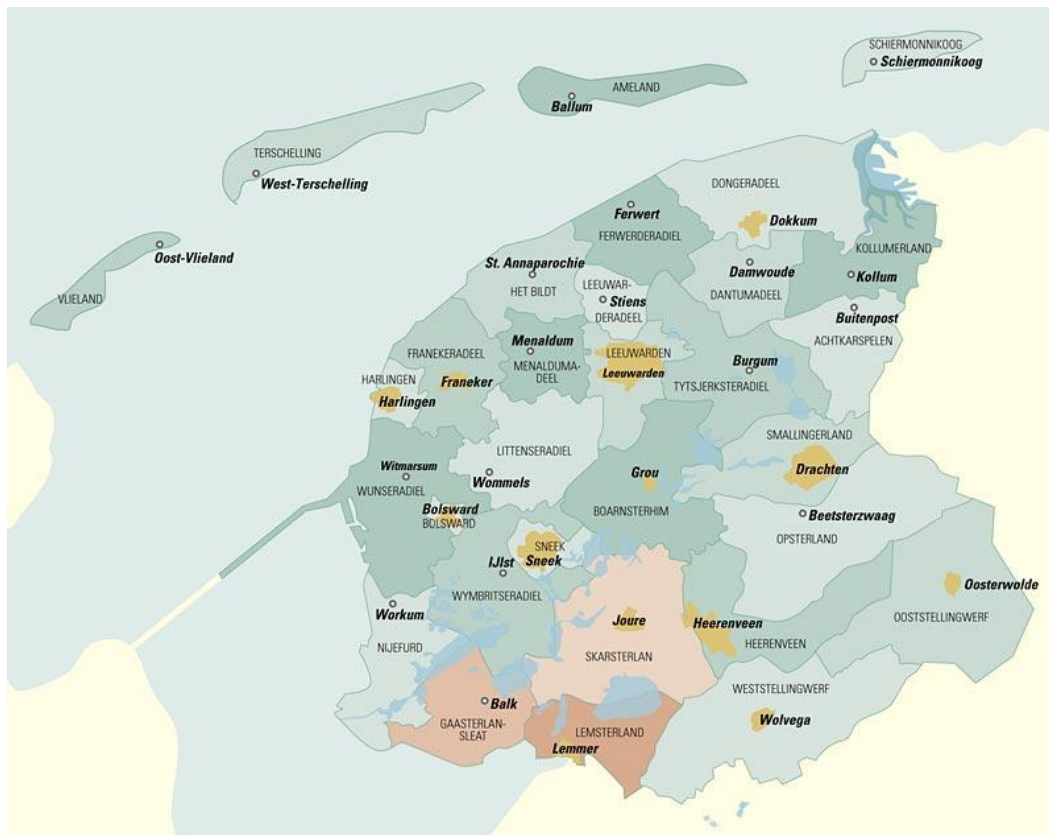 SCHIERMONNIKOOG
Schiermonnikoog
AMELAND
Ballum
TERSCHELLING
West-Terschelling
DONGERADEEL
Ferwert
Dokkum
FERWERDERADIEL
Oost-Vlieland
KOLLUMERLAND
St. Annaparochie
Damwoude
Kollum
VLIELAND
HET BILDT
LEEUWAR-
Stiens
DERADEEL
DANTUMADEEL
Buitenpost
ACHTKARSPELEN
Menaldum
FRANEKERADEEL
LEEUWARDEN
Burgum
MENALDUMA-
DEEL
Leeuwarden
HARLINGEN
Franeker
TYTSJERKSTERADIEL
Harlingen
SMALLINGERLAND
LITTENSERADIEL
Witmarsum
Wommels
Grou
Drachten
WUNSERADIEL
Bolsward
BOLSWARD
BOARNSTERHIM
Beetsterzwaag
OPSTERLAND
SNEEK
Sneek
IJlst
WYMBRITSERADIEL
Oosterwolde
Workum
Joure
Heerenveen
OOSTSTELLINGWERF
NIJEFURD
SKARSTERLAN
HEERENVEEN
WESTSTELLINGWERF
Balk
GAASTERLAN-
SLEAT
Wolvega
LEMSTERLAND
Lemmer